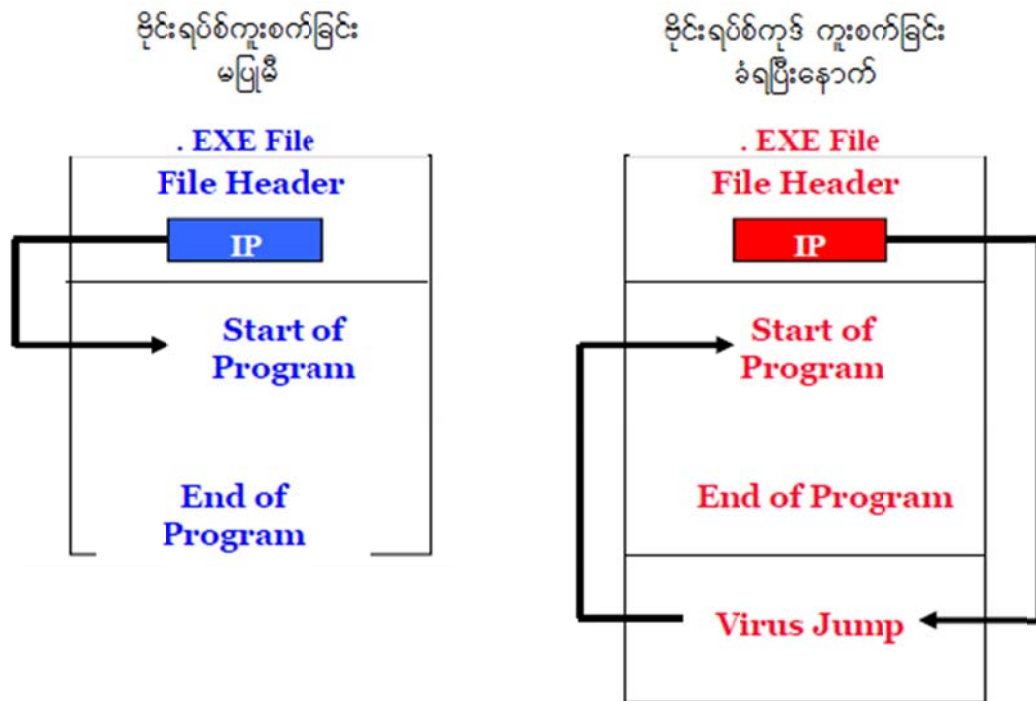 ဗိုင်းရပ်စ်ကူးစက်ခြင်း
မပြုမီ
. EXE File
File Header
IP
Start of
Program
End of
Program
ဗိုင်းရပ်စ်ကုဒ် ကူးစက်ခြင်း
ခံရပြီးနောက်
. EXE File
File Header
IP
Start of
Program
End of Program
Virus Jump